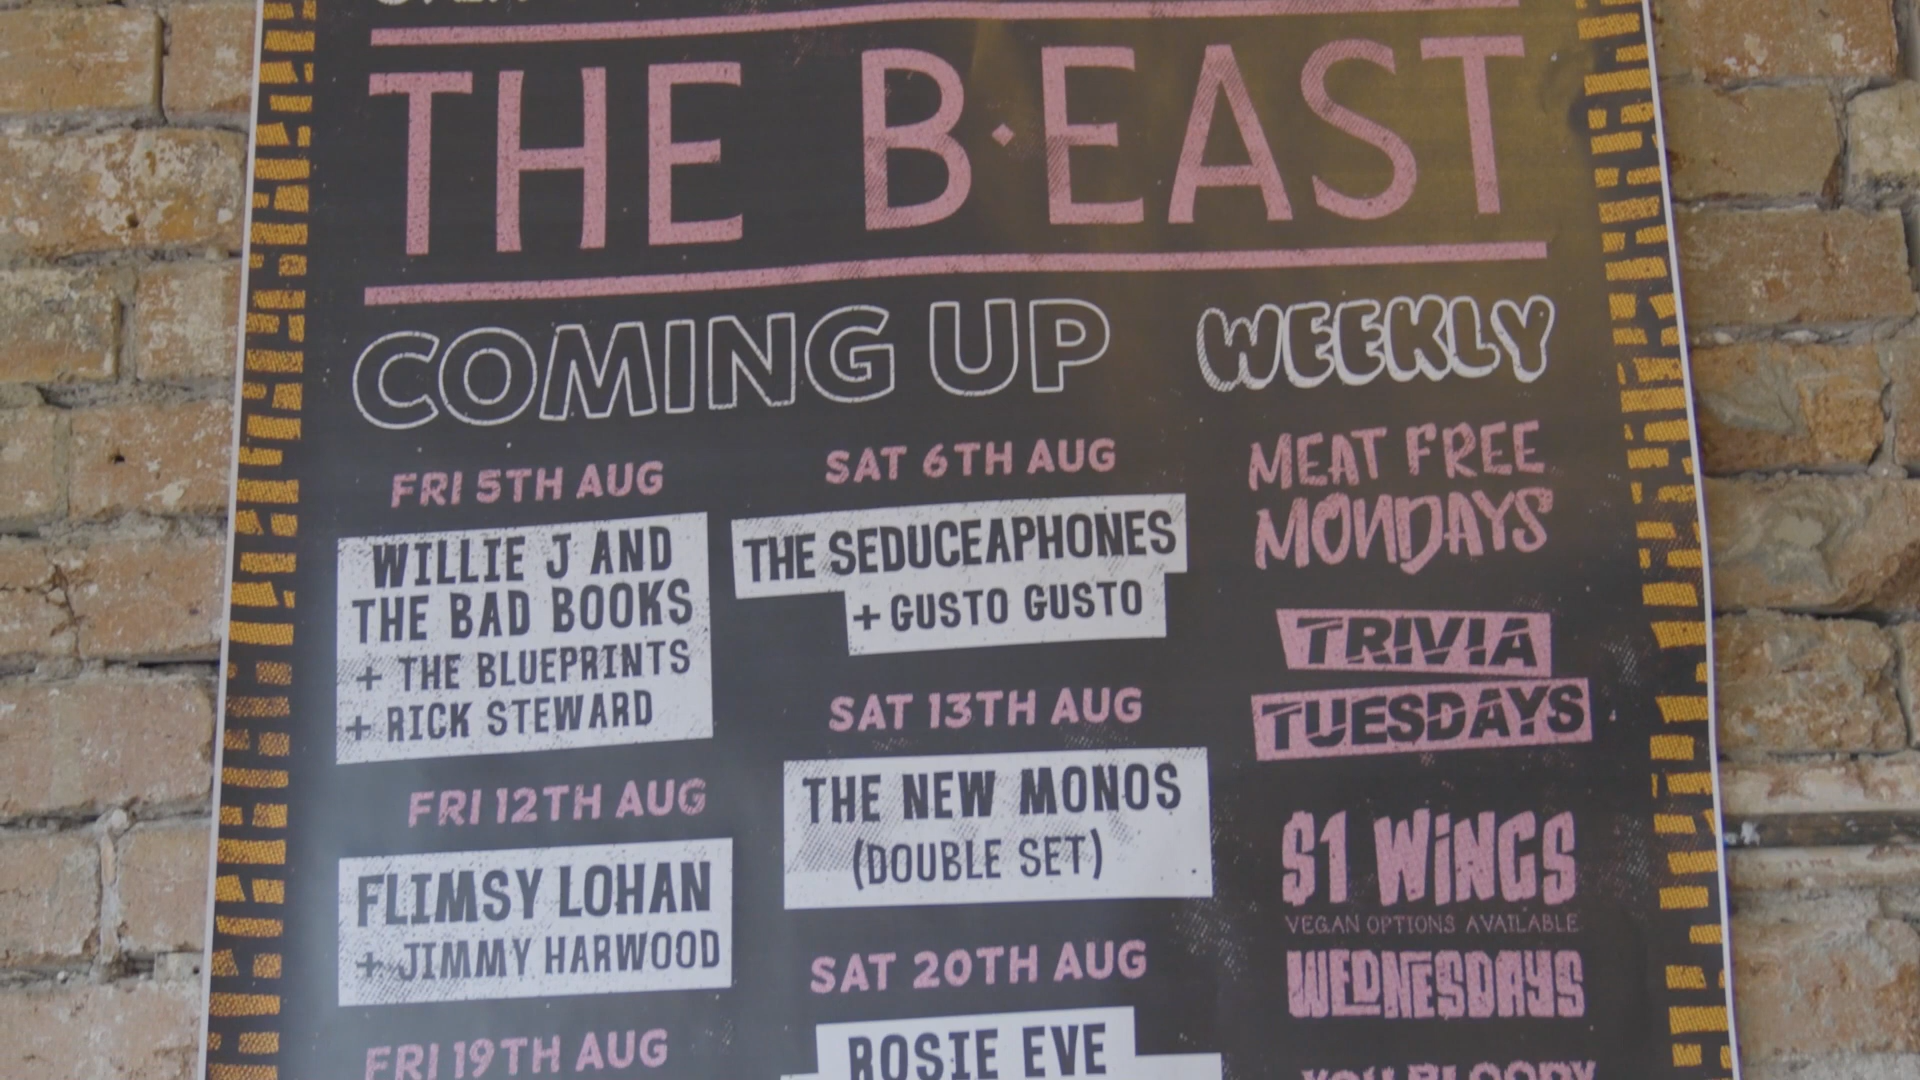 THE B·EAST
COMING UP
FRI 5TH AUG
WILLIE J AND
THE BAD BOOKS
+ THE BLUEPRINTS
+ RICK STEWARD
FRI 12TH AUG
FLIMSY LOHAN
+ JIMMY HARWOOD
FRI 19TH AUG
SAT 6TH AUG
THE SEDUCEAPHONES
+ GUSTO GUSTO
SAT 13TH AUG
THE NEW MONOS
(DOUBLE SET)
SAT 20TH AUG
ROSIE EVE
WEEKLY
MEAT FREE
MONDAYS
TRIVIA
TUESDAYS
$1 WINGS
VEGAN OPTIONS AVAILABLE
WEDNESDAYS
YOU BLOODY